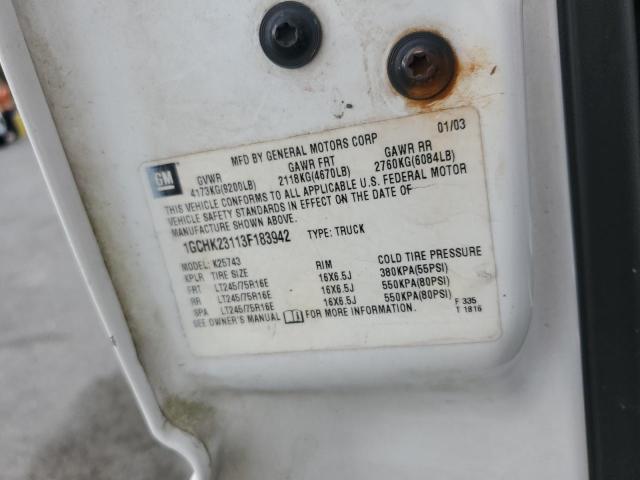 GM
MFD BY GENERAL MOTORS CORP 01/03
GVWR GAWR FRT GAWR RR
4173KG(9200LB) 2118KG(4670LB) 2760KG(6084LB)
THIS VEHICLE CONFORMS TO ALL APPLICABLE U.S. FEDERAL MOTOR
VEHICLE SAFETY STANDARDS IN EFFECT ON THE DATE OF
MANUFACTURE SHOWN ABOVE.
1GCHK23113F183942 TYPE: TRUCK
MODEL: K25743
KPLR TIRE SIZE RIM COLD TIRE PRESSURE
FRT LT245/75R16E 16X6.5J 380KPA(55PSI)
RR LT245/75R16E 16X6.5J 550KPA(80PSI)
SPA LT245/75R16E 16X6.5J 550KPA(80PSI)
SEE OWNER'S MANUAL FOR MORE INFORMATION. F 335
T 1816